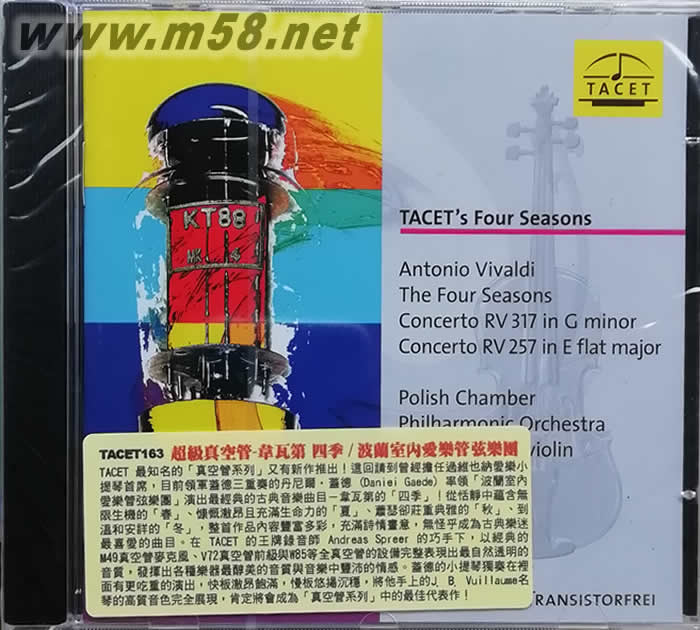 www.m58.net
TACET
KT88
MK
TACET's Four Seasons
Antonio Vivaldi
The Four Seasons
Concerto RV 317 in G minor
Concerto RV 257 in E flat major
Polish Chamber
Philharmonic Orchestra
violin
TACET163 超級真空管-韋瓦第 四季/波蘭室內愛樂管弦樂團
TACET 最知名的「真空管系列」又有新作推出!這回請到曾經擔任過維也納愛樂小
提琴首席,目前領軍蓋德三重奏的丹尼爾‧蓋德 (Daniel Gaede) 率領「波蘭室內
愛樂管弦樂團」演出最經典的古典音樂曲目—韋瓦第的「四季」!從恬靜中蘊含無
限生機的「春」、慷慨激昂且充滿生命力的「夏」、蕭瑟卻莊重典雅的「秋」、到
溫和安詳的「冬」,整首作品內容豐富多彩,充滿詩情畫意,無怪乎成為古典樂迷
最喜愛的曲目。在 TACET 的王牌錄音師 Andreas Spreer 的巧手下,以經典的
M49真空管麥克風、V72真空管前級與W85等全真空管的設備完整表現出最自然透明的
音質,發揮出各種樂器最醇美的音質與音樂中豐沛的情感。蓋德的小提琴獨奏在裡
面有更吃重的演出,快板激昂飽滿,慢板悠揚沉穩,將他手上的J. B. Vuillaume名
琴的高質音色完全展現,肯定將會成為「真空管系列」中的最佳代表作!
TRANSISTORFREI